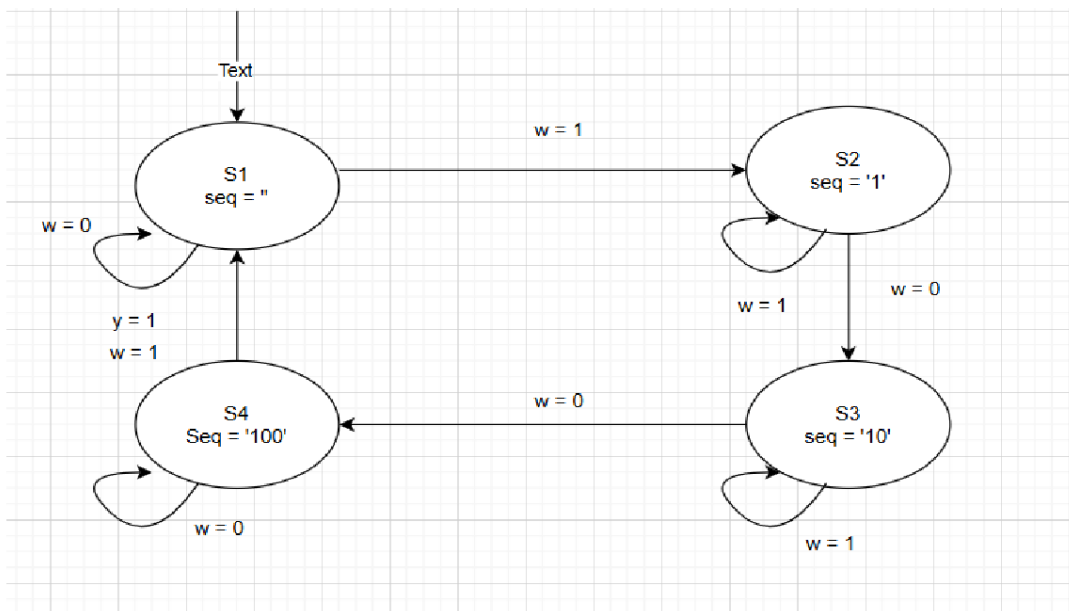 Text
w = 1
S1
seq = ''
S2
seq = '1'
w = 0
w = 1
w = 0
y = 1
w = 1
w = 0
S4
Seq = '100'
S3
seq = '10'
w = 0
w = 1